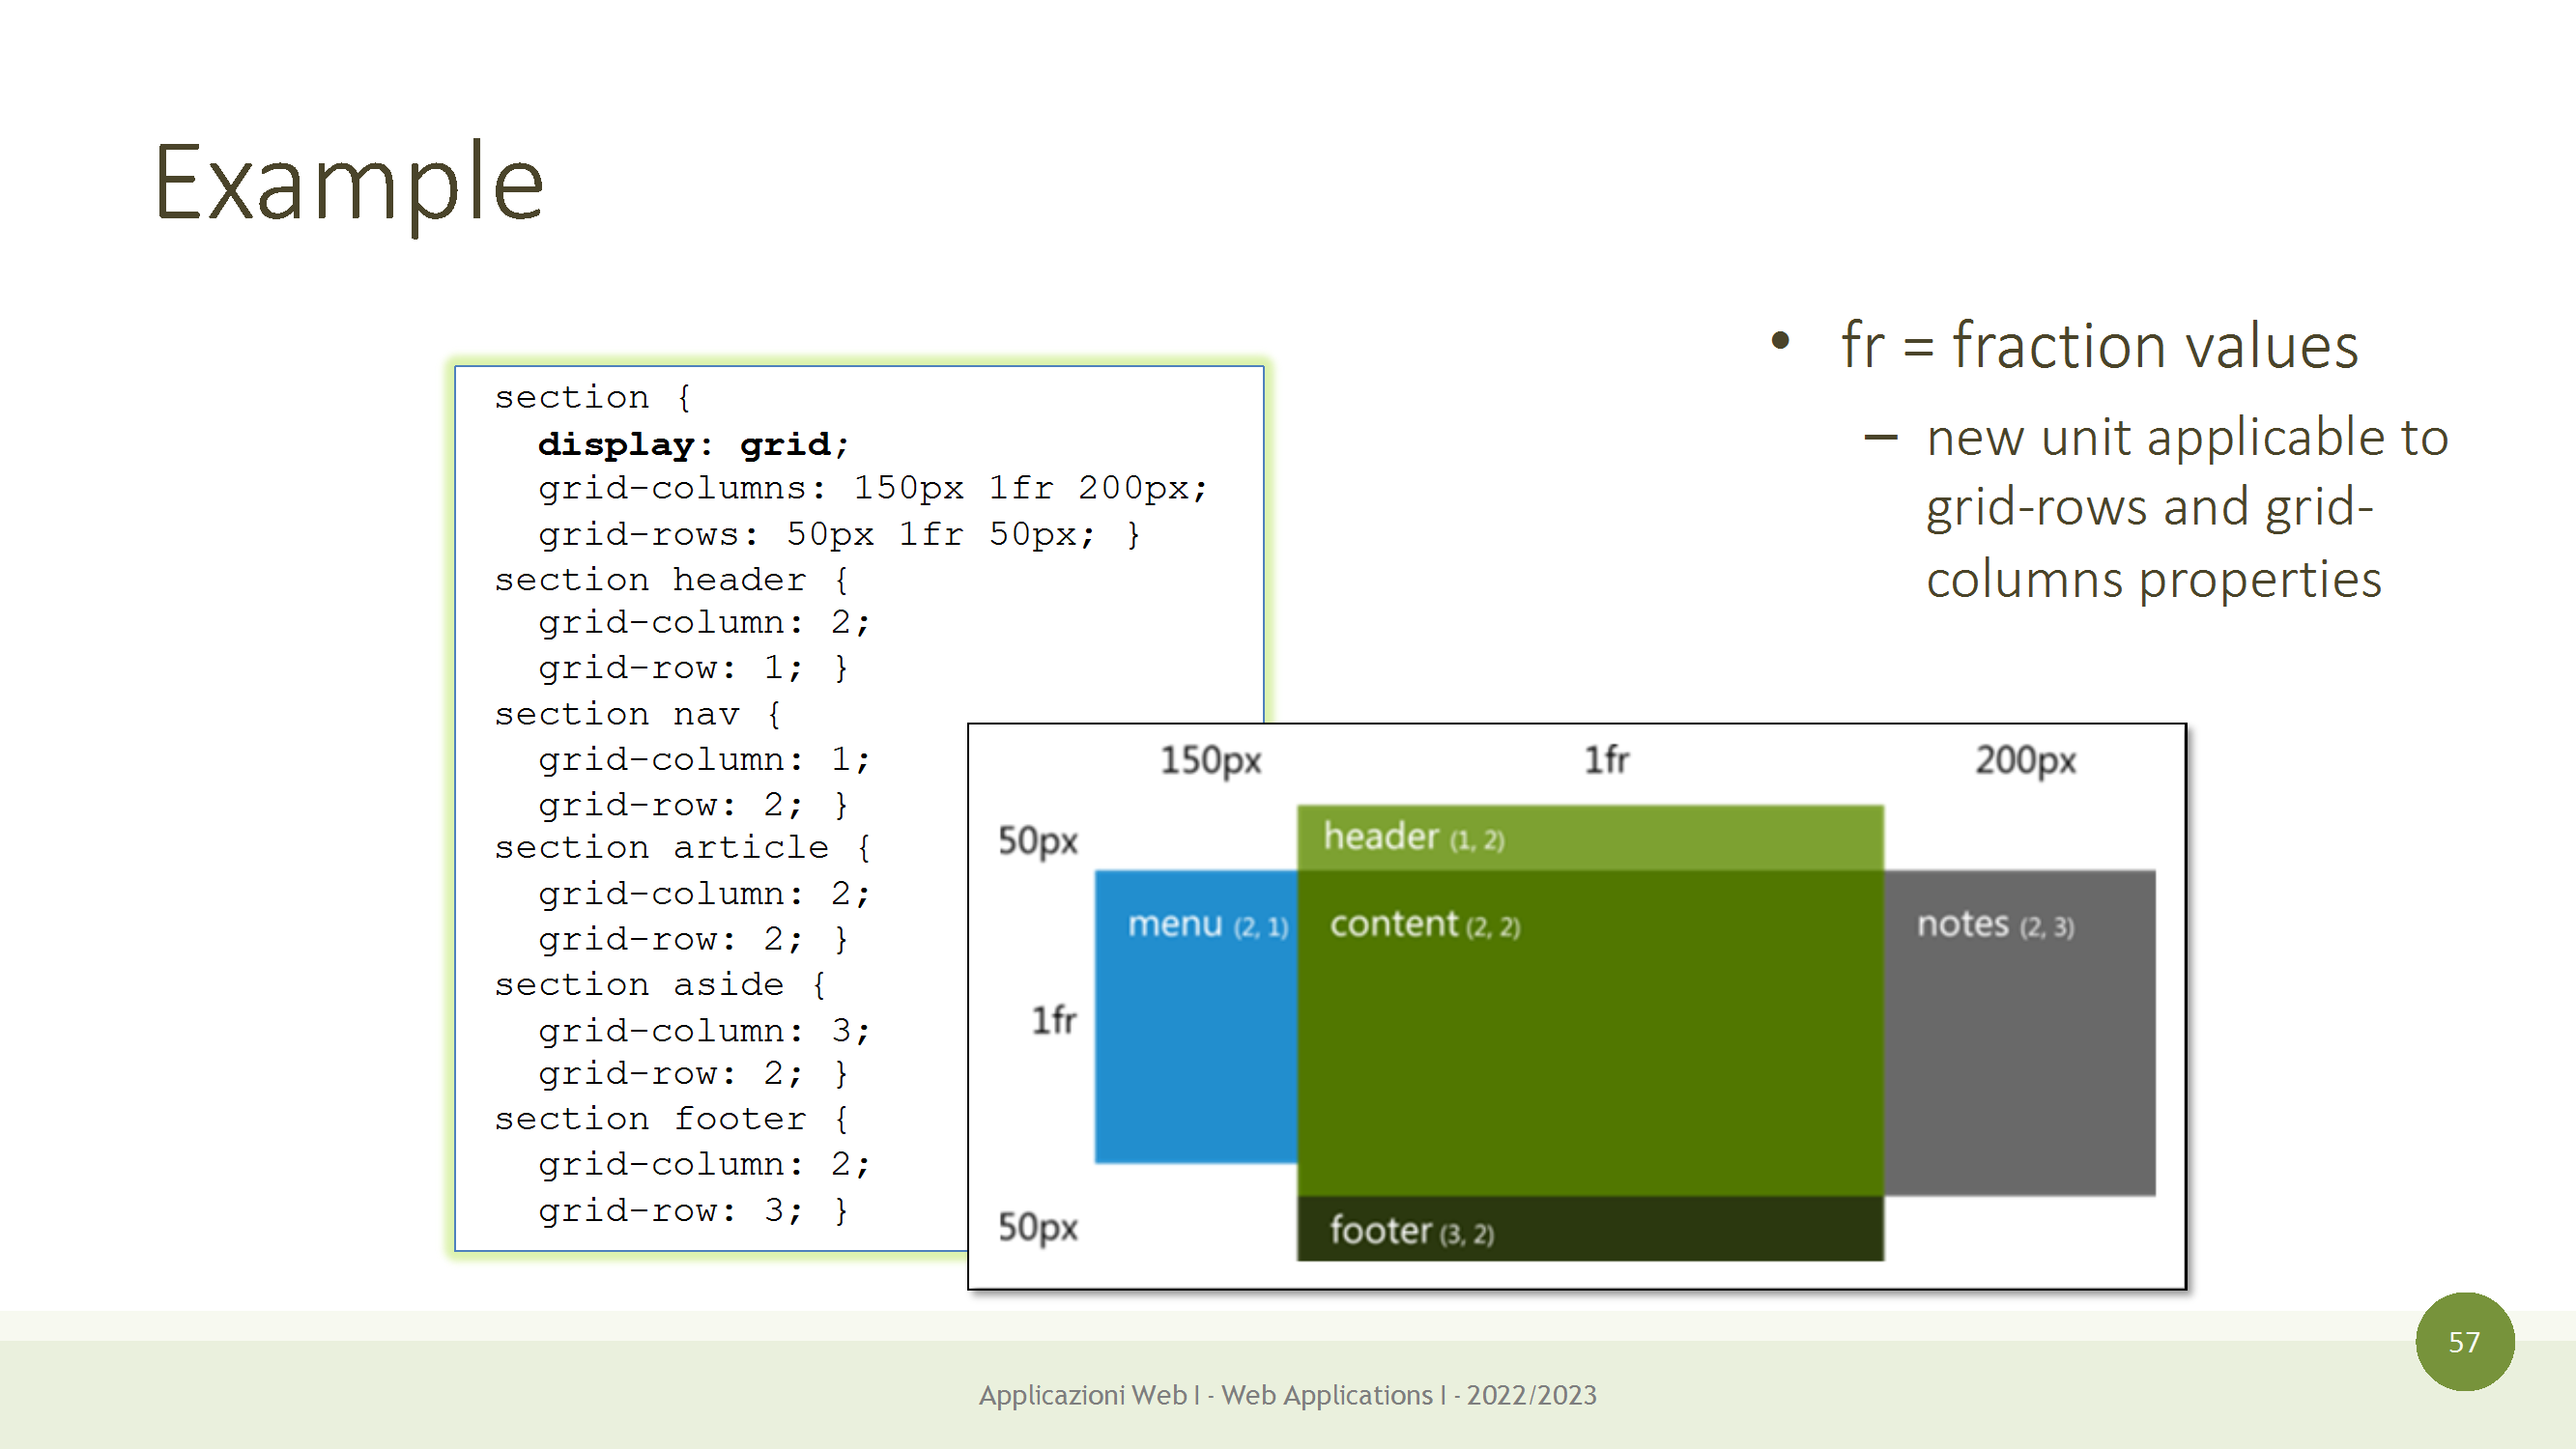 Example
section {
display: grid;
grid-columns: 150px 1fr 200px;
grid-rows: 50px 1fr 50px; }
section header {
grid-column: 2;
grid-row: 1; }
section nav {
grid-column: 1;
grid-row: 2; }
section article {
grid-column: 2;
grid-row: 2; }
section aside {
grid-column: 3;
grid-row: 2; }
section footer {
grid-column: 2;
grid-row: 3; }
• fr = fraction values
– new unit applicable to
grid-rows and grid-
columns properties
150px 1fr 200px
50px
header (1, 2)
menu (2, 1) content (2, 2) notes (2, 3)
1fr
50px
footer (3, 2)
57
Applicazioni Web I - Web Applications I - 2022/2023